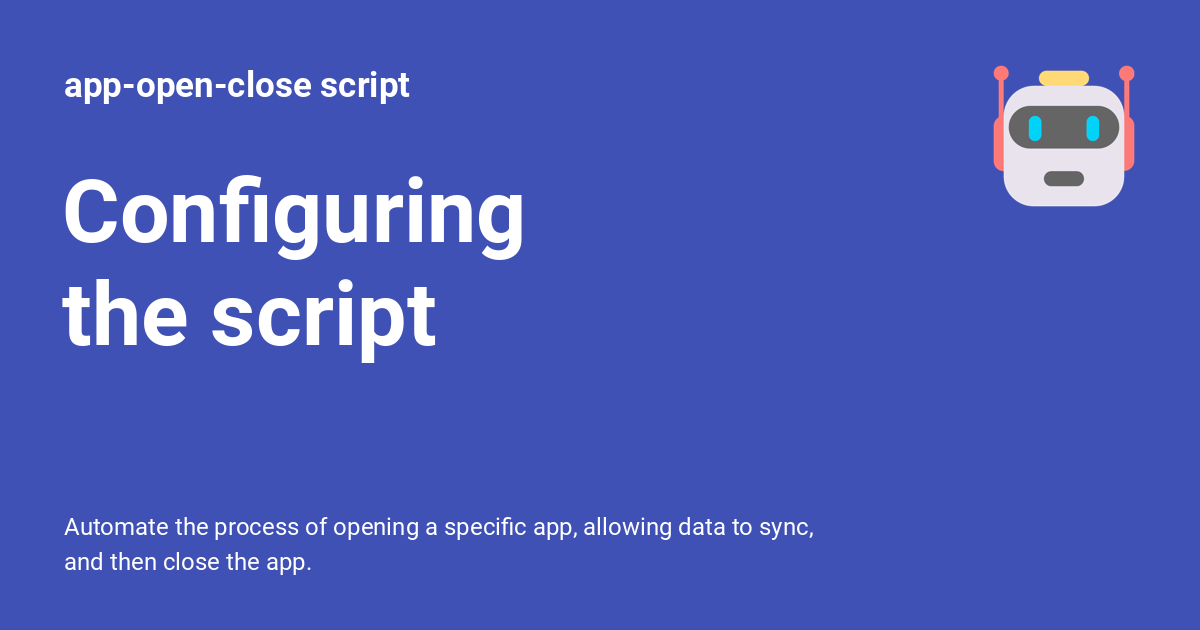 app-open-close script
Configuring
the script
Automate the process of opening a specific app, allowing data to sync,
and then close the app.